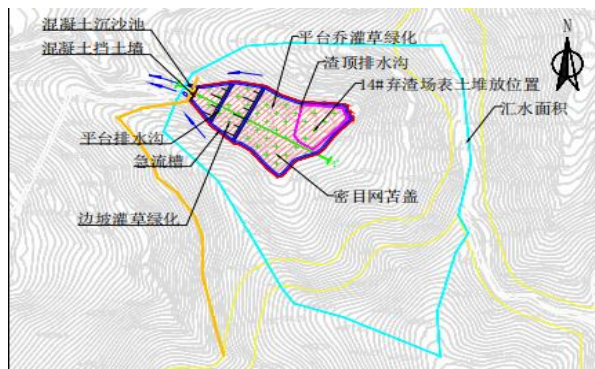 混凝土沉沙池
混凝土挡土墙
平台乔灌草绿化
渣顶排水沟
14#弃渣场表土堆放位置
汇水面积
N
平台排水沟
急流槽
密目网苫盖
边坡灌草绿化